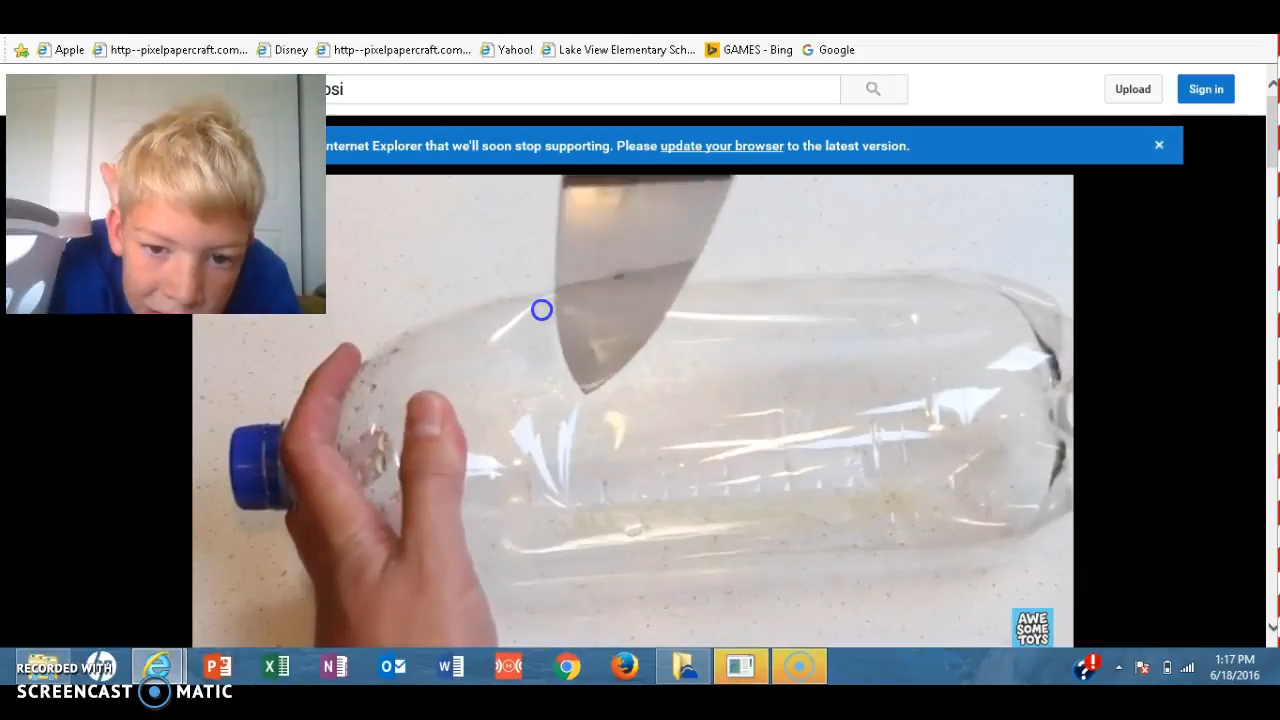 Apple http--pixelpapercraft.com... Disney http--pixelpapercraft.com... Yahoo! Lake View Elementary Sch... GAMES - Bing Google
osi Upload Sign in
nternet Explorer that we'll soon stop supporting. Please update your browser to the latest version. ×
AWE
SOME
TOYS
1:17 PM
6/18/2016
RECORDED WITH
SCREENCAST MATIC